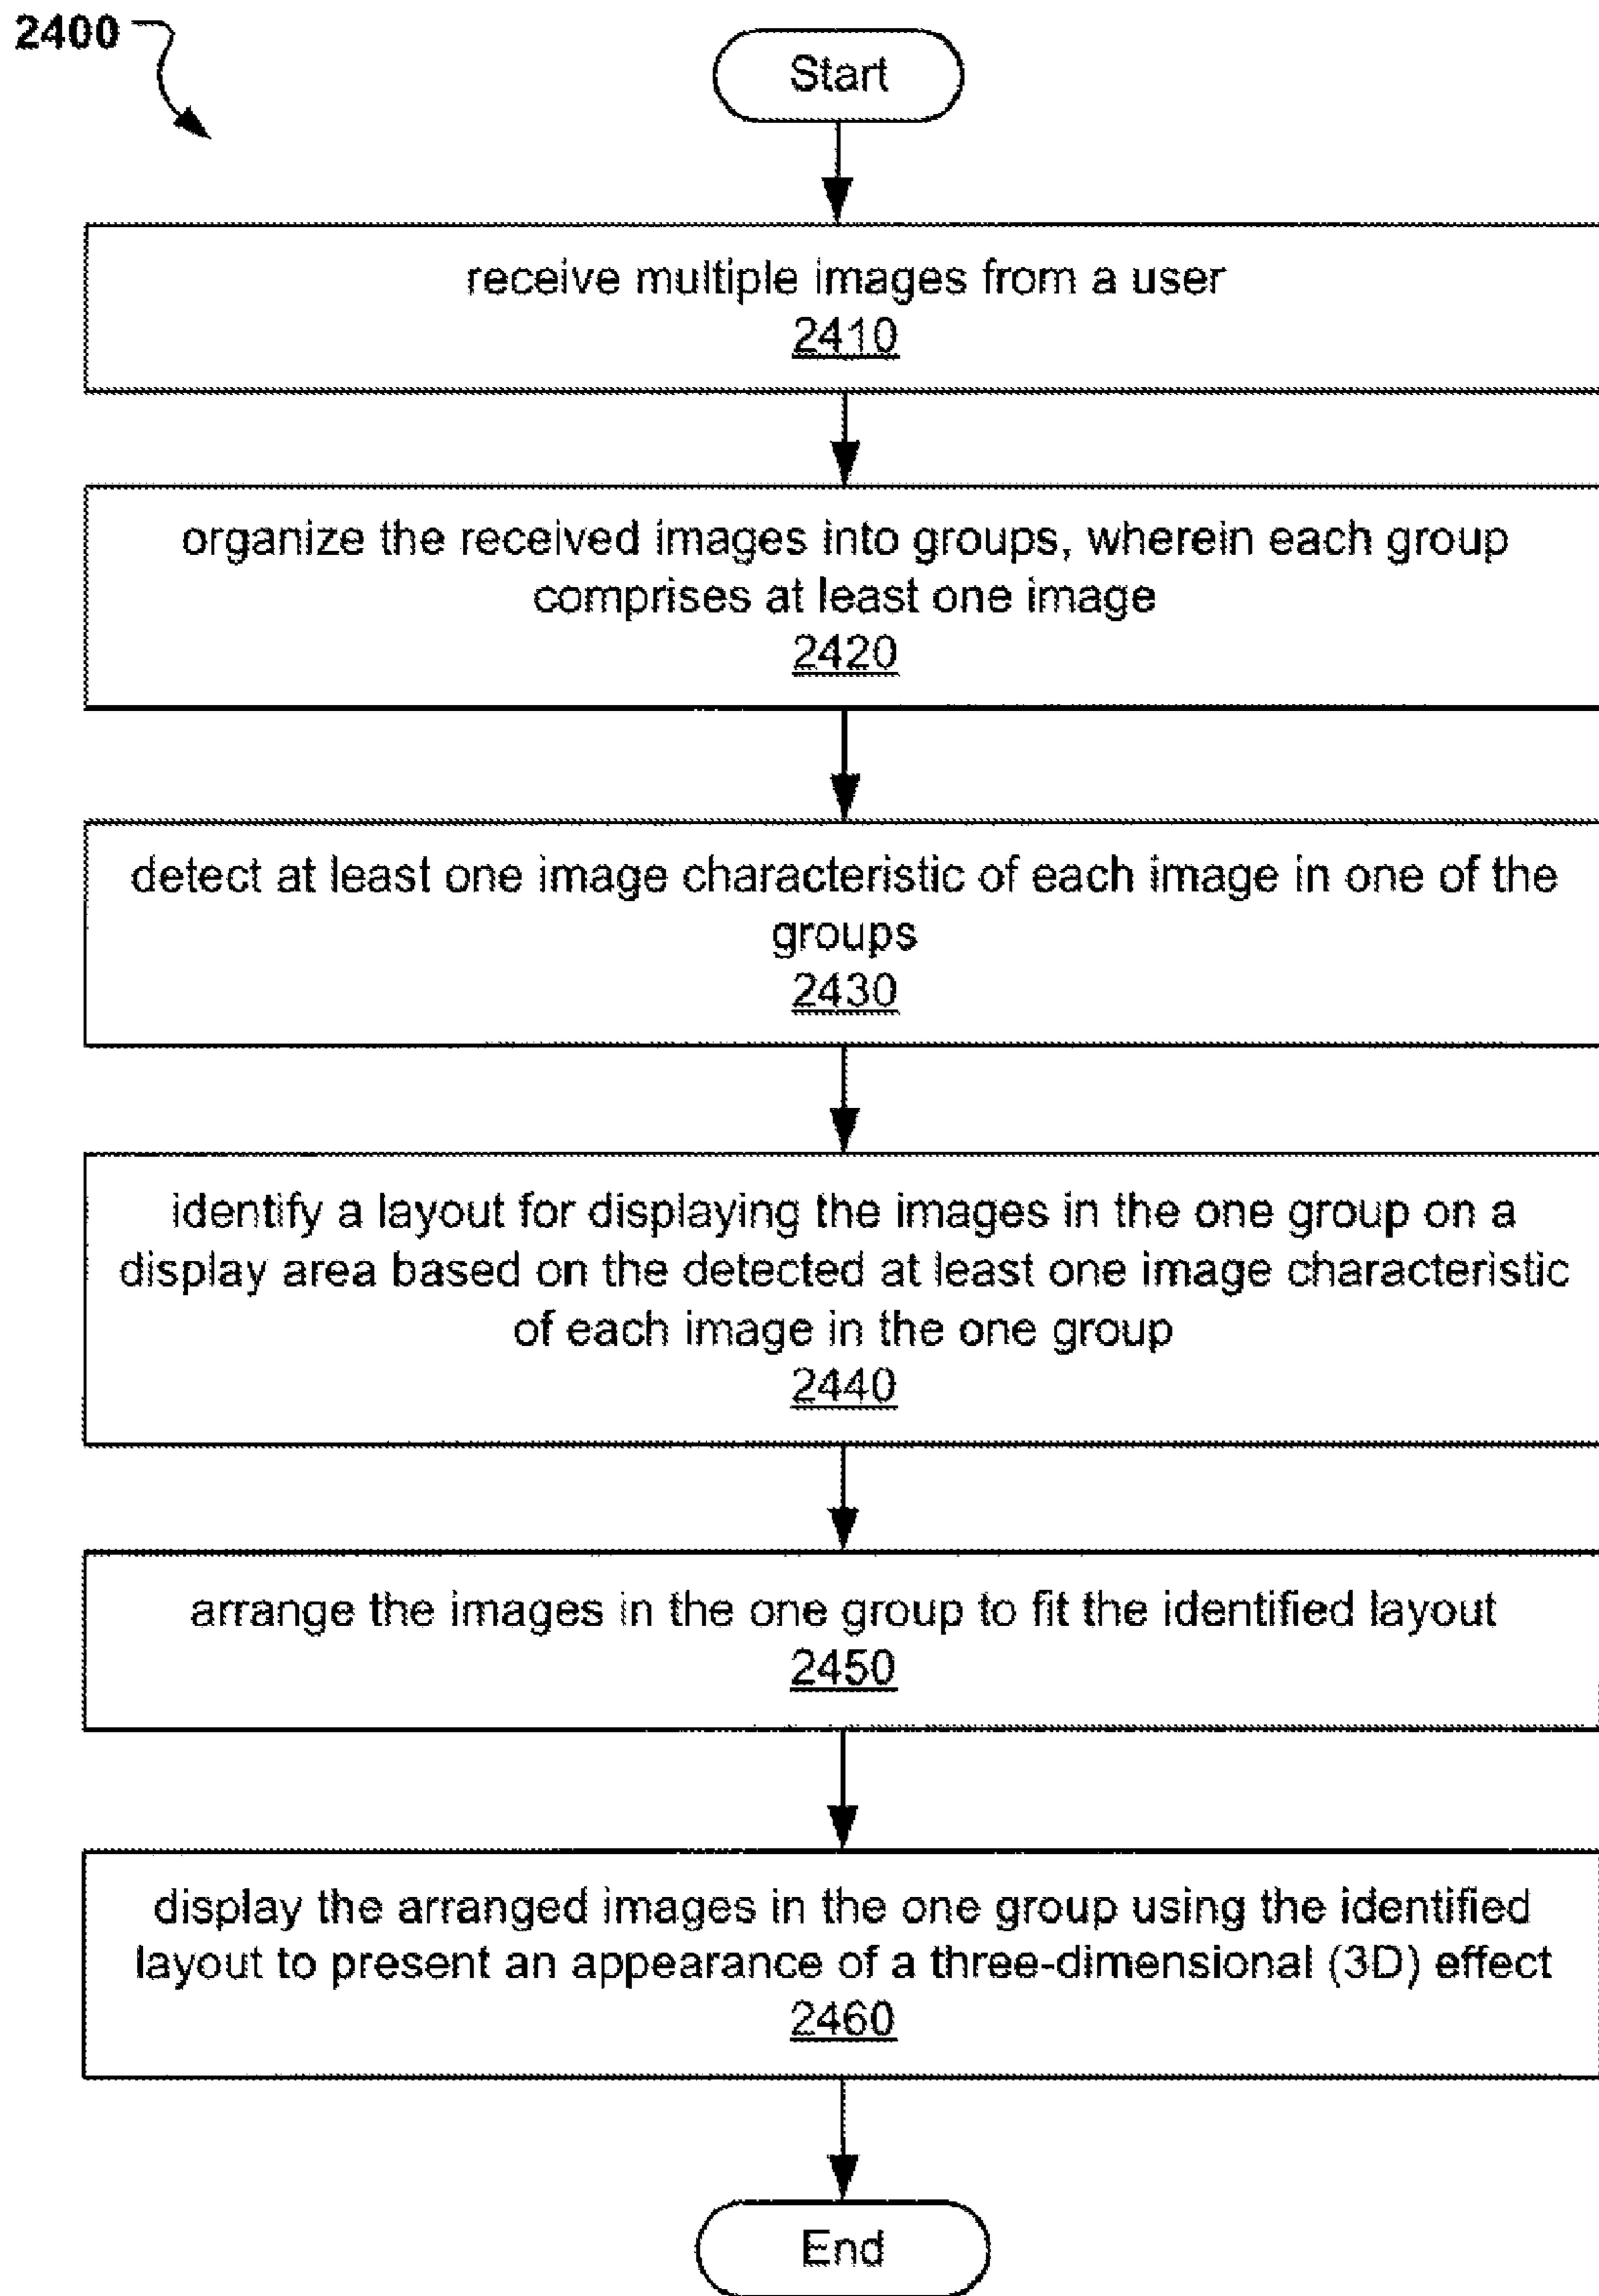 2400
Start
receive multiple images from a user
2410
organize the received images into groups, wherein each group
comprises at least one image
2420
detect at least one image characteristic of each image in one of the
groups
2430
identify a layout for displaying the images in the one group on a
display area based on the detected at least one image characteristic
of each image in the one group
2440
arrange the images in the one group to fit the identified layout
2450
display the arranged images in the one group using the identified
layout to present an appearance of a three-dimensional (3D) effect
2460
End